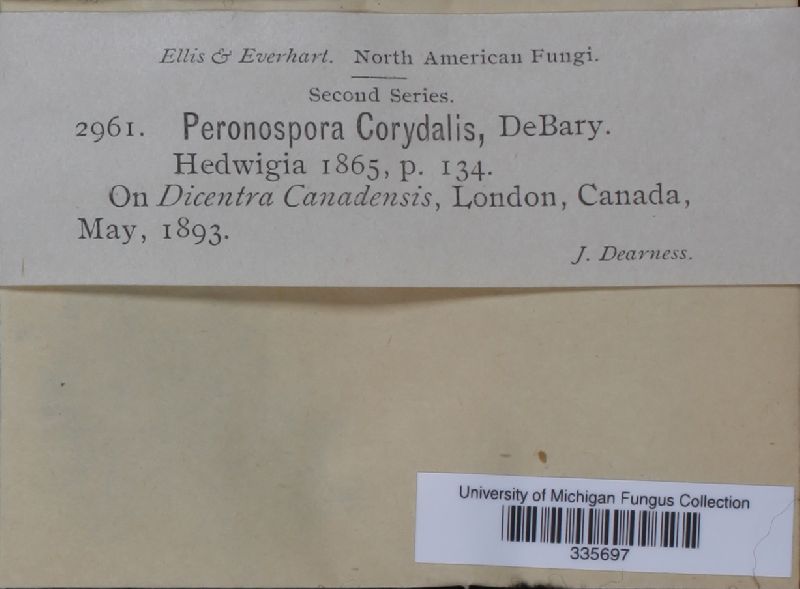 Ellis & Everhart. North American Fungi.
Second Series.
2961. Peronospora Corydalis, DeBary.
Hedwigia 1865, p. 134.
On Dicentra Canadensis, London, Canada,
May, 1893.
J. Dearness.
University of Michigan Fungus Collection
335697